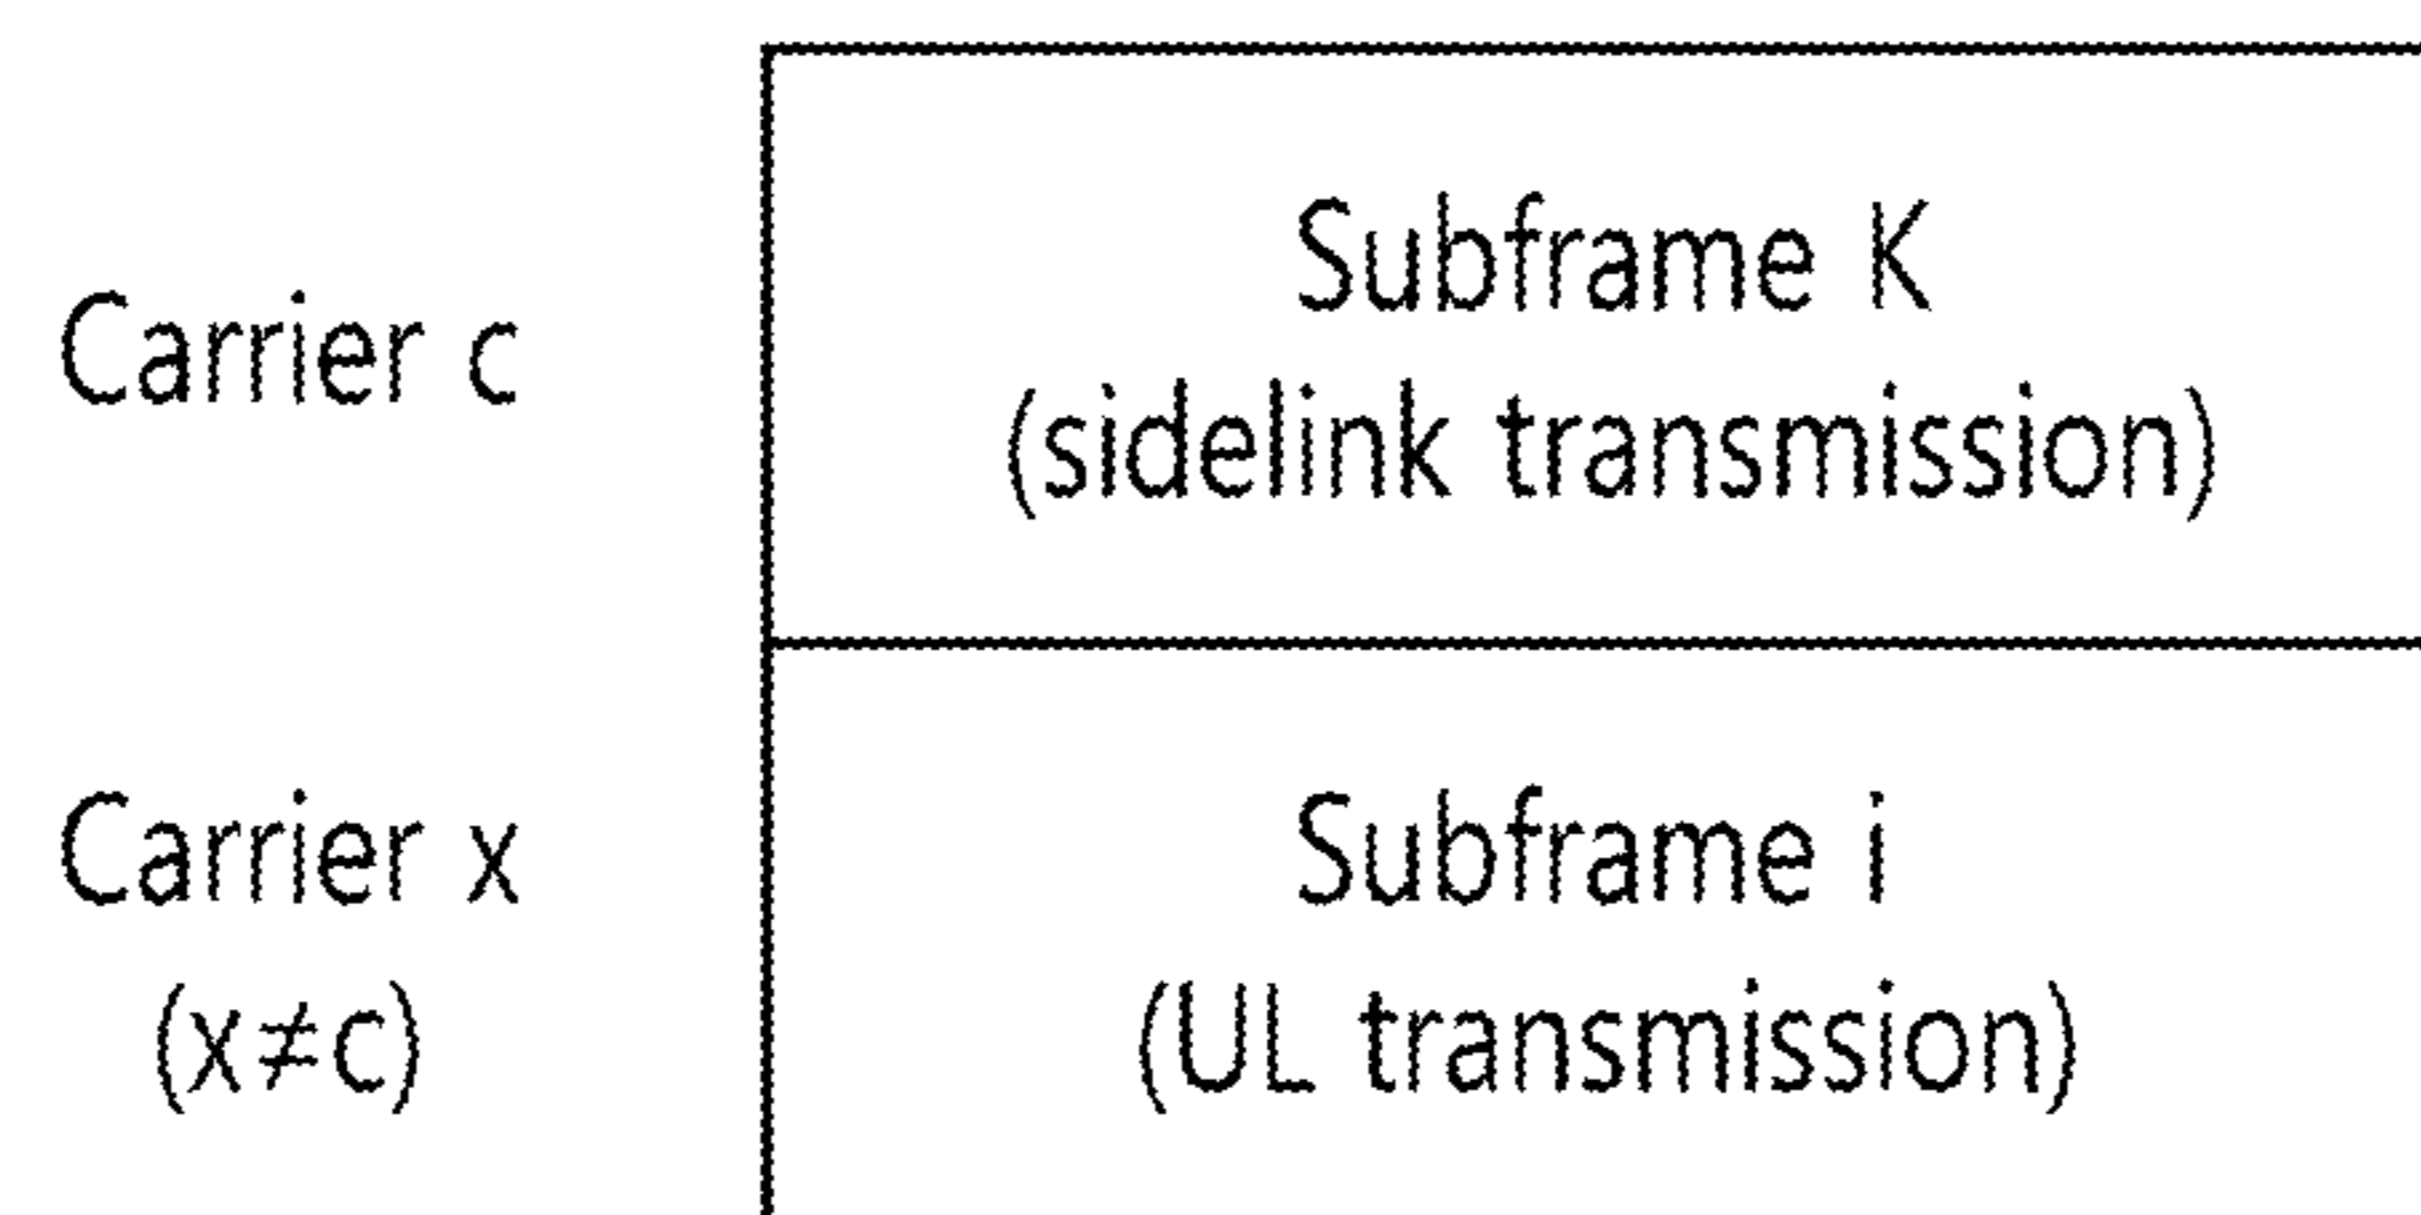 Carrier c
Subframe K
(sidelink transmission)
Carrier x
(x≠c)
Subframe i
(UL transmission)